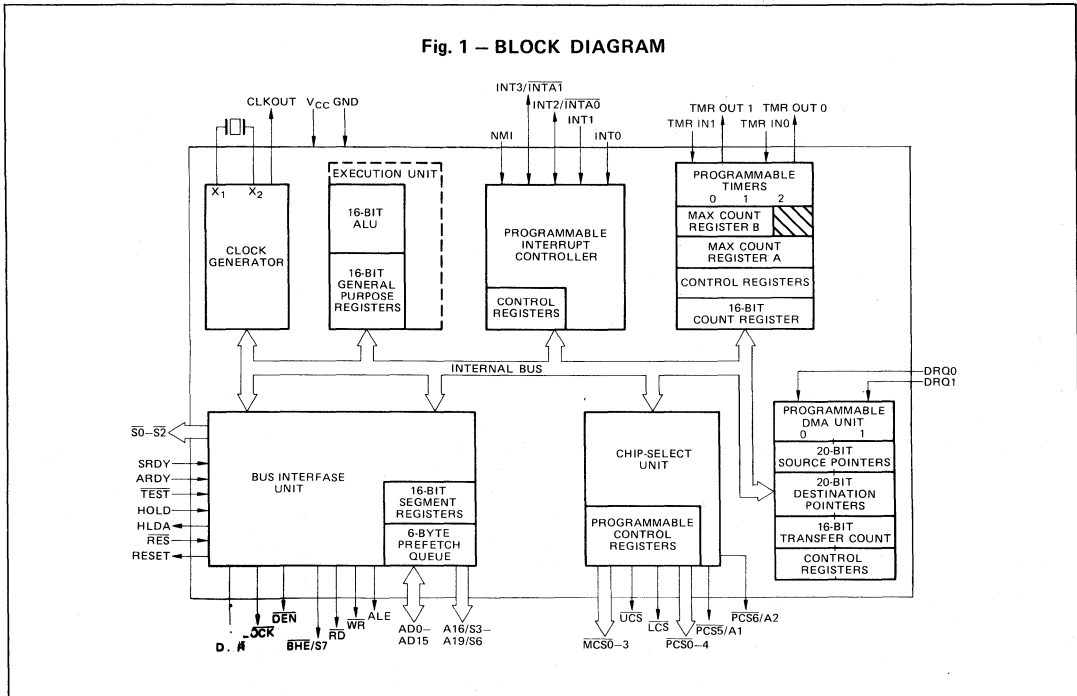 Fig. 1 – BLOCK DIAGRAM
INT3/INTA1
CLKOUT VCC GND
INT2/INTA0
TMR OUT 1 TMR OUT 0
INT1
TMR IN1 TMR IN0
NMI
INT0
X1 X2
CLOCK
GENERATOR
EXECUTION UNIT
16-BIT
ALU
16-BIT
GENERAL
PURPOSE
REGISTERS
PROGRAMMABLE
INTERRUPT
CONTROLLER
CONTROL
REGISTERS
PROGRAMMABLE
TIMERS
0 1 2
MAX COUNT
REGISTER B
MAX COUNT
REGISTER A
CONTROL REGISTERS
16-BIT
COUNT REGISTER
INTERNAL BUS
DRQ0
DRQ1
S0–S2
SRDY
ARDY
TEST
HOLD
HLDA
RES
RESET
BUS INTERFASE
UNIT
16-BIT
SEGMENT
REGISTERS
6-BYTE
PREFETCH
QUEUE
CHIP-SELECT
UNIT
PROGRAMMABLE
CONTROL
REGISTERS
PROGRAMMABLE
DMA UNIT
0 1
20-BIT
SOURCE POINTERS
20-BIT
DESTINATION
POINTERS
16-BIT
TRANSFER COUNT
CONTROL
REGISTERS
DEN
BHE/S7
RD
WR
ALE
AD0–
AD15
A16/S3–
A19/S6
MCS0–3
UCS
LCS
PCS0–4
PCS5/A1
PCS6/A2